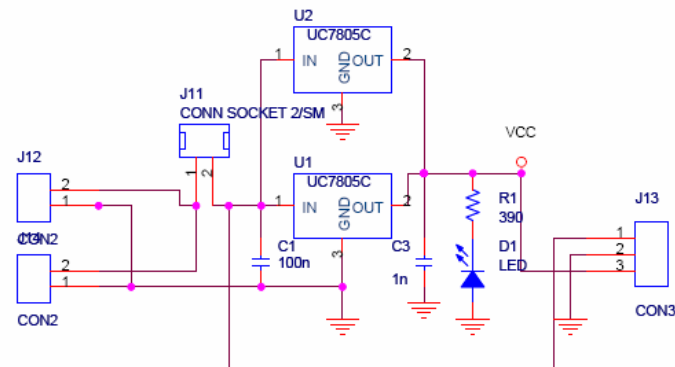 U2
UC7805C
1 IN OUT 2
GND
3
J11
CONN SOCKET 2/SM
1 2
VCC
J12
2
1
CON2
U1
UC7805C
1 IN OUT 2
GND
3
R1
390
J13
1
2
3
CON3
J14
2
1
CON2
C1
100n
C3
1n
D1
LED